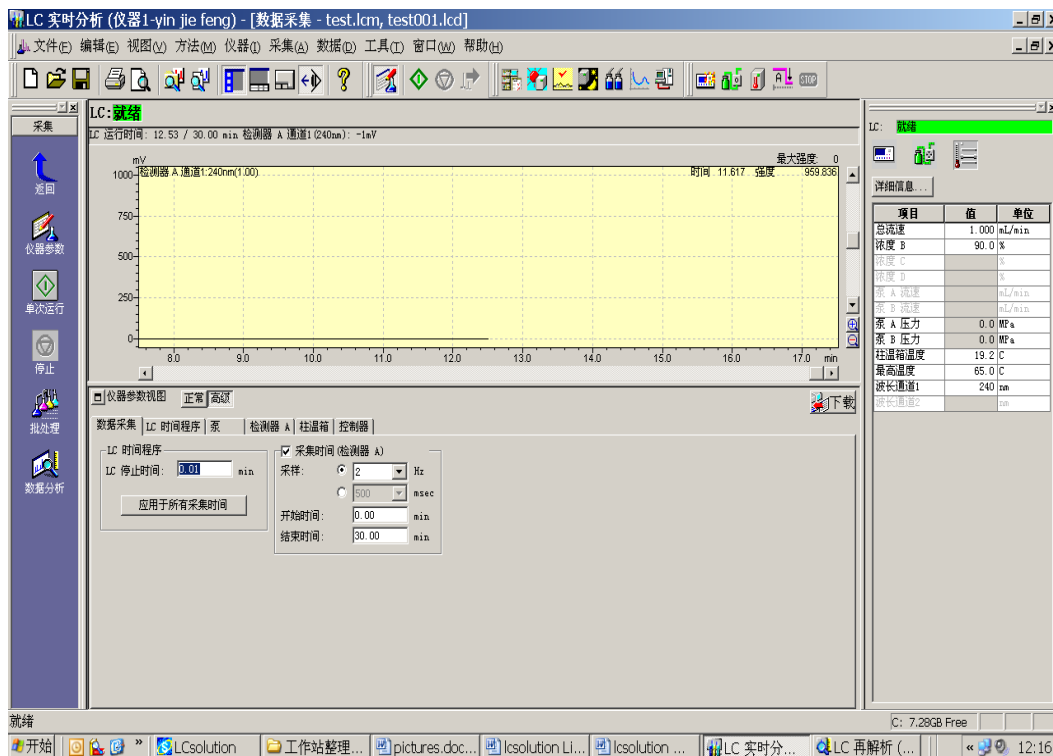 LC 实时分析 (仪器1-yin jie feng) - [数据采集 - test.lcm, test001.lcd]
文件(F) 编辑(E) 视图(V) 方法(M) 仪器(I) 采集(A) 数据(D) 工具(T) 窗口(W) 帮助(H)
采集
返回
仪器参数
单次运行
停止
批处理
数据分析
LC:就绪
LC 运行时间: 12.53 / 30.00 min 检测器 A 通道1(240nm): -1mV
mV
最大强度: 0
检测器 A 通道1:240nm(1.00)
时间 11.617 强度 959.836
1000
750
500
250
0
8.0 9.0 10.0 11.0 12.0 13.0 14.0 15.0 16.0 17.0 min
仪器参数视图 正常 高级 下载
数据采集 LC 时间程序 泵 检测器 A 柱温箱 控制器
LC 时间程序
LC 停止时间: 0.01 min
应用于所有采集时间
采集时间(检测器 A)
采样: 2 Hz
500 msec
开始时间: 0.00 min
结束时间: 30.00 min
LC: 就绪
详细信息...
项目 值 单位
总流速 1.000 mL/min
浓度 B 90.0 %
浓度 C %
浓度 D %
泵 A 流速 mL/min
泵 B 流速 mL/min
泵 A 压力 0.0 MPa
泵 B 压力 0.0 MPa
柱温箱温度 19.2 C
最高温度 65.0 C
波长通道1 240 nm
波长通道2 nm
就绪
C: 7.28GB Free
开始 » LCsolution 工作站整理... pictures.doc... lcsolution Li... lcsolution ... LC 实时分... LC 再解析 (... « 12:16